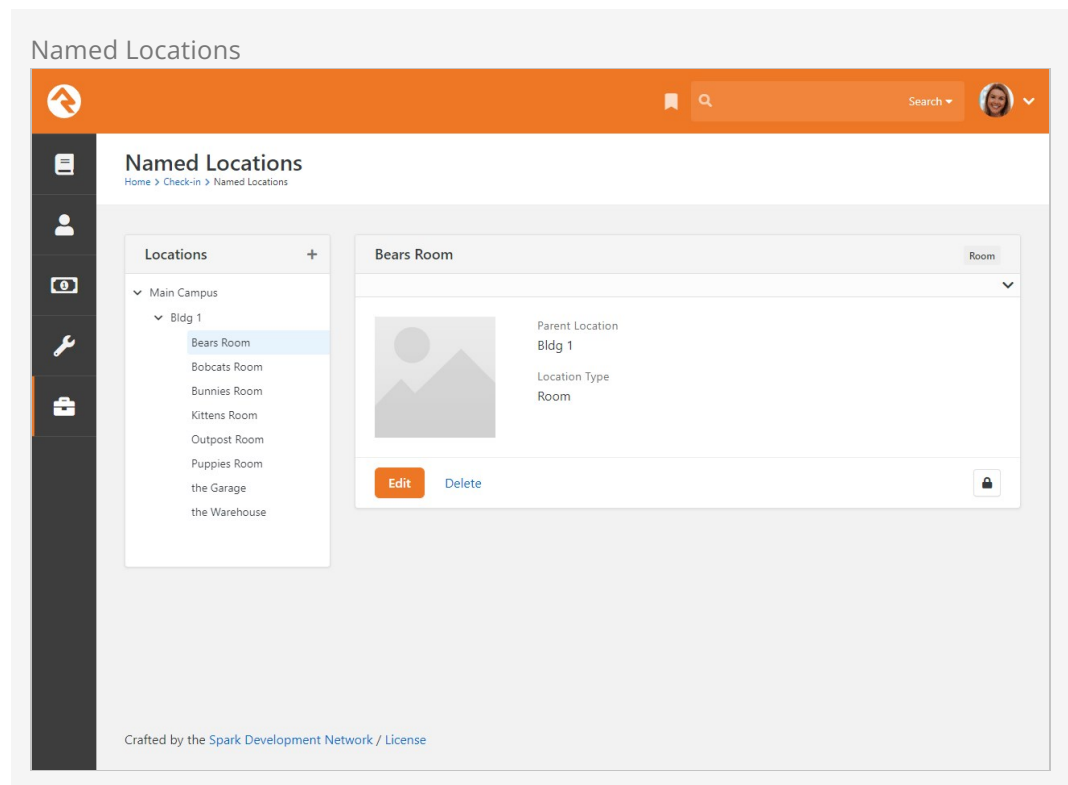 Named Locations
Search
Named Locations
Home > Check-in > Named Locations
Locations +
Main Campus
Bldg 1
Bears Room
Bobcats Room
Bunnies Room
Kittens Room
Outpost Room
Puppies Room
the Garage
the Warehouse
Bears Room
Room
Parent Location
Bldg 1
Location Type
Room
Edit
Delete
Crafted by the Spark Development Network / License